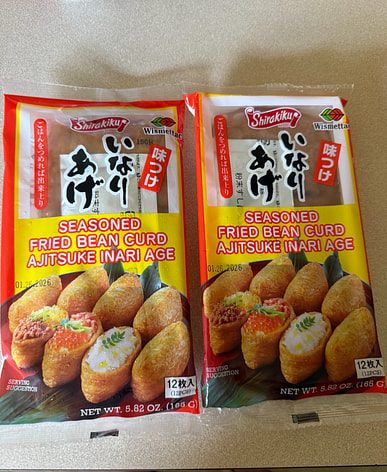 Shirakiku
Wismettac
ごはんをつめれば出来上り
味つけ
いなり
あげ
SEASONED
FRIED BEAN CURD
AJITSUKE INARI AGE
2026
12枚入
(12PCS)
SERVING
SUGGESTION
NET WT. 5.82 OZ. (165 G)
Shirakiku
Wismettac
ごはんをつめれば出来上り
味つけ
いなり
あげ
SEASONED
FRIED BEAN CURD
AJITSUKE INARI AGE
2026
12枚入
(12PCS)
SERVING
SUGGESTION
NET WT. 5.82 OZ. (165 G)